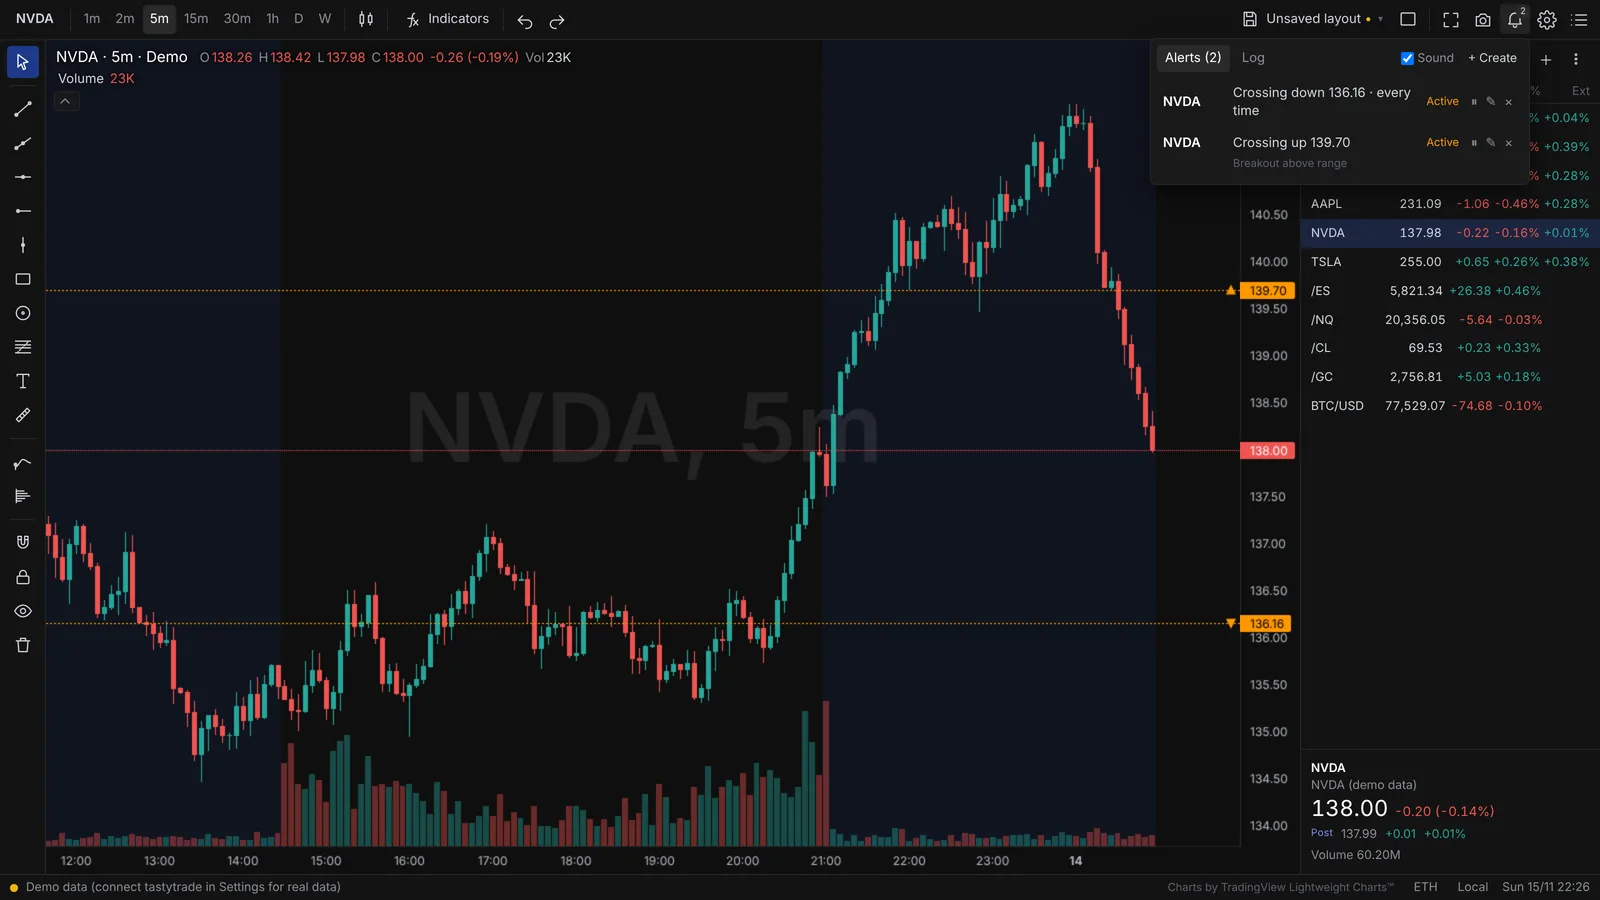 NVDA 1m 2m 5m 15m 30m 1h D W Indicators Unsaved layout 2
NVDA · 5m · Demo O138.26 H138.42 L137.98 C138.00 -0.26 (-0.19%) Vol23K
Volume 23K
Alerts (2) Log Sound + Create
NVDA Crossing down 136.16 · every time Active
NVDA Crossing up 139.70 Active
Breakout above range
% Ext
% +0.04%
% +0.39%
% +0.28%
AAPL 231.09 -1.06 -0.46% +0.28%
NVDA 137.98 -0.22 -0.16% +0.01%
TSLA 255.00 +0.65 +0.26% +0.38%
/ES 5,821.34 +26.38 +0.46%
/NQ 20,356.05 -5.64 -0.03%
/CL 69.53 +0.23 +0.33%
/GC 2,756.81 +5.03 +0.18%
BTC/USD 77,529.07 -74.68 -0.10%
NVDA, 5m
140.50
140.00
139.70
139.50
139.00
138.50
138.00
137.50
137.00
136.50
136.16
136.00
135.50
135.00
134.50
134.00
12:00 13:00 14:00 15:00 16:00 17:00 18:00 19:00 20:00 21:00 22:00 23:00 14
NVDA
NVDA (demo data)
138.00 -0.20 (-0.14%)
Post 137.99 +0.01 +0.01%
Volume 60.20M
Demo data (connect tastytrade in Settings for real data)
Charts by TradingView Lightweight Charts™ ETH Local Sun 15/11 22:26